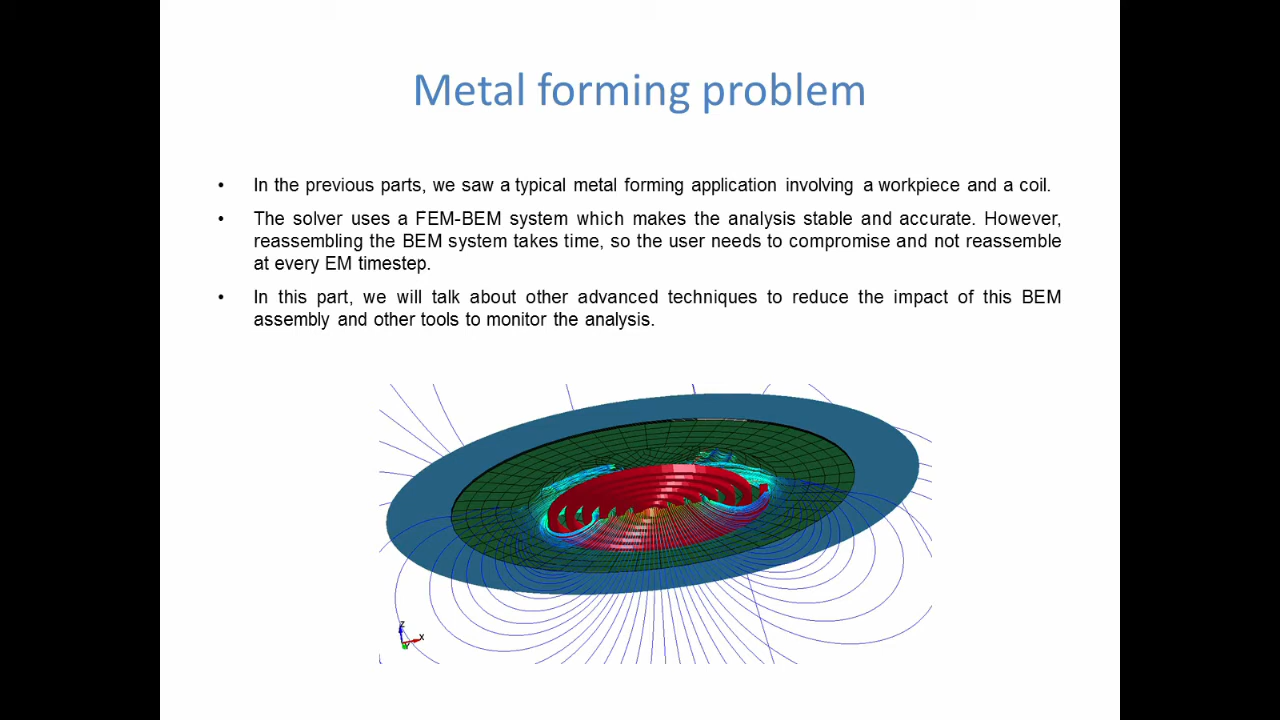 Metal forming problem
• In the previous parts, we saw a typical metal forming application involving a workpiece and a coil.
• The solver uses a FEM-BEM system which makes the analysis stable and accurate. However,
reassembling the BEM system takes time, so the user needs to compromise and not reassemble
at every EM timestep.
• In this part, we will talk about other advanced techniques to reduce the impact of this BEM
assembly and other tools to monitor the analysis.
Z
X